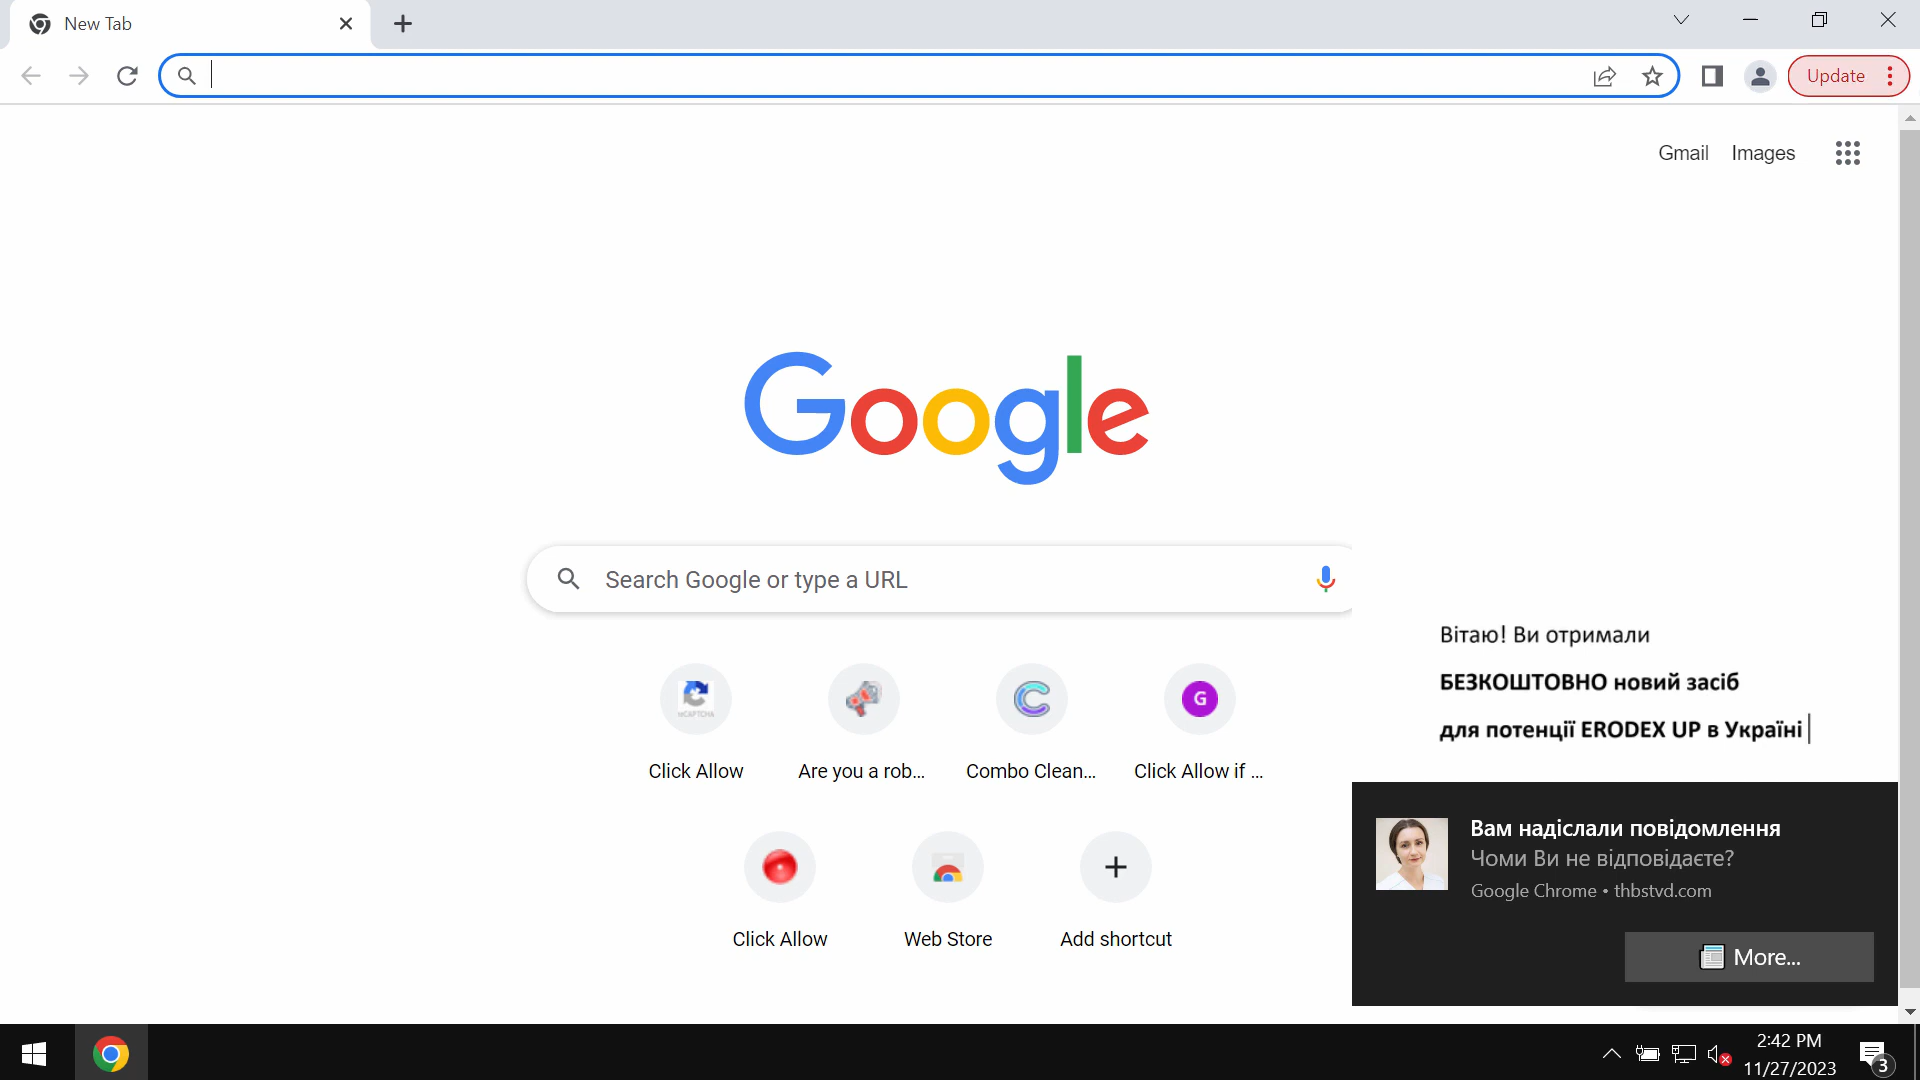 New Tab
Update
Gmail Images
Google
Search Google or type a URL
Вітаю! Ви отримали
БЕЗКОШТОВНО новий засіб
для потенції ERODEX UP в Україні
reCAPTCHA
G
Click Allow
Are you a rob...
Combo Clean...
Click Allow if ...
Вам надіслали повідомлення
Чоми Ви не відповідаєте?
Google Chrome • thbstvd.com
Click Allow
Web Store
Add shortcut
More...
2:42 PM
11/27/2023
3